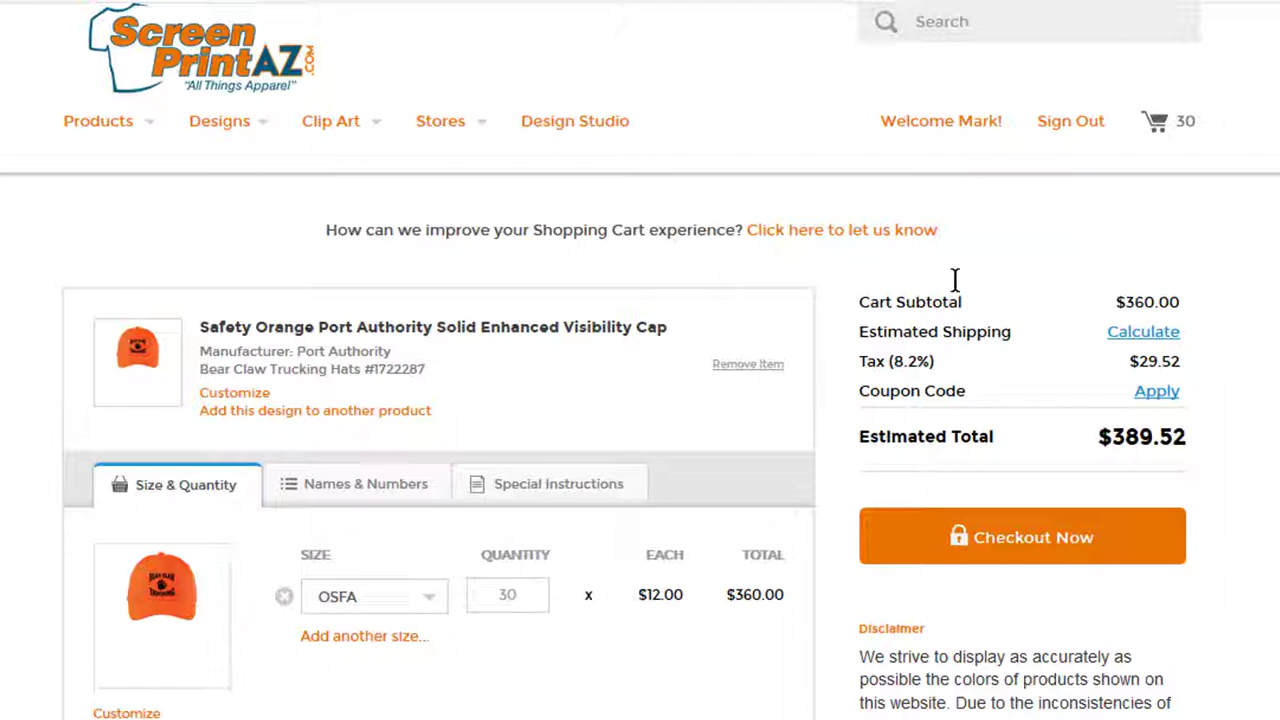 Screen
PrintAZ.COM
"All Things Apparel"
Search
Products
Designs
Clip Art
Stores
Design Studio
Welcome Mark!
Sign Out
30
How can we improve your Shopping Cart experience? Click here to let us know
Safety Orange Port Authority Solid Enhanced Visibility Cap
Manufacturer: Port Authority
Bear Claw Trucking Hats #1722287
Remove Item
Customize
Add this design to another product
Size & Quantity
Names & Numbers
Special Instructions
SIZE QUANTITY EACH TOTAL
OSFA 30 x $12.00 $360.00
Add another size...
BEAR CLAW
TRUCKING
Customize
Cart Subtotal $360.00
Estimated Shipping Calculate
Tax (8.2%) $29.52
Coupon Code Apply
Estimated Total $389.52
Checkout Now
Disclaimer
We strive to display as accurately as
possible the colors of products shown on
this website. Due to the inconsistencies of